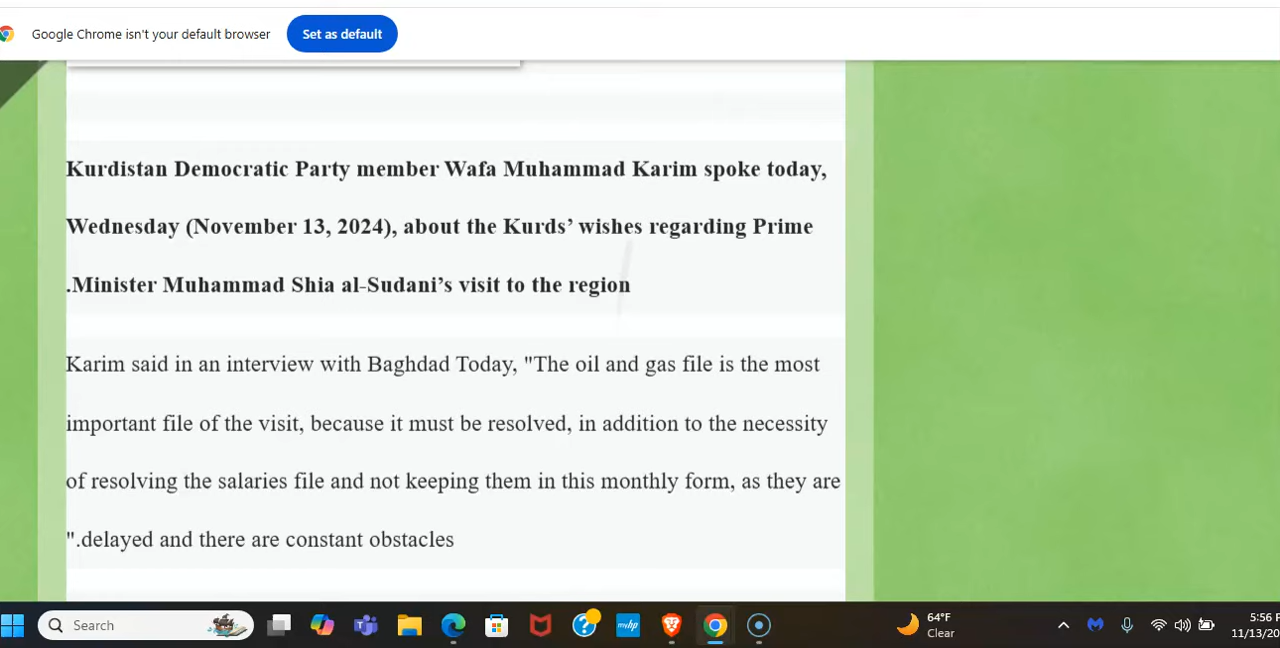 Google Chrome isn't your default browser
Set as default
Kurdistan Democratic Party member Wafa Muhammad Karim spoke today,
Wednesday (November 13, 2024), about the Kurds’ wishes regarding Prime
.Minister Muhammad Shia al-Sudani’s visit to the region
Karim said in an interview with Baghdad Today, "The oil and gas file is the most
important file of the visit, because it must be resolved, in addition to the necessity
of resolving the salaries file and not keeping them in this monthly form, as they are
".delayed and there are constant obstacles
Search
myhp
64°F
Clear
5:56 P
11/13/20